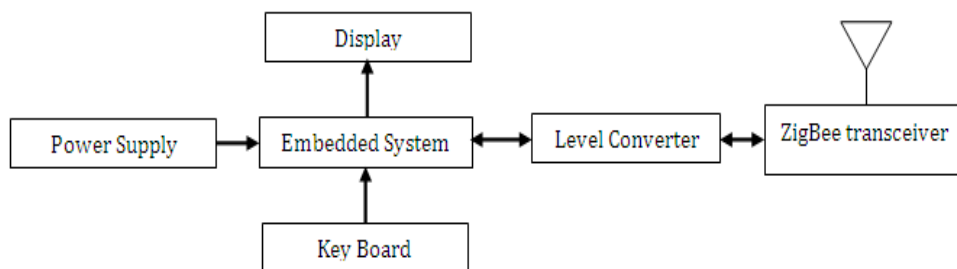 Display
Power Supply
Embedded System
Level Converter
ZigBee transceiver
Key Board